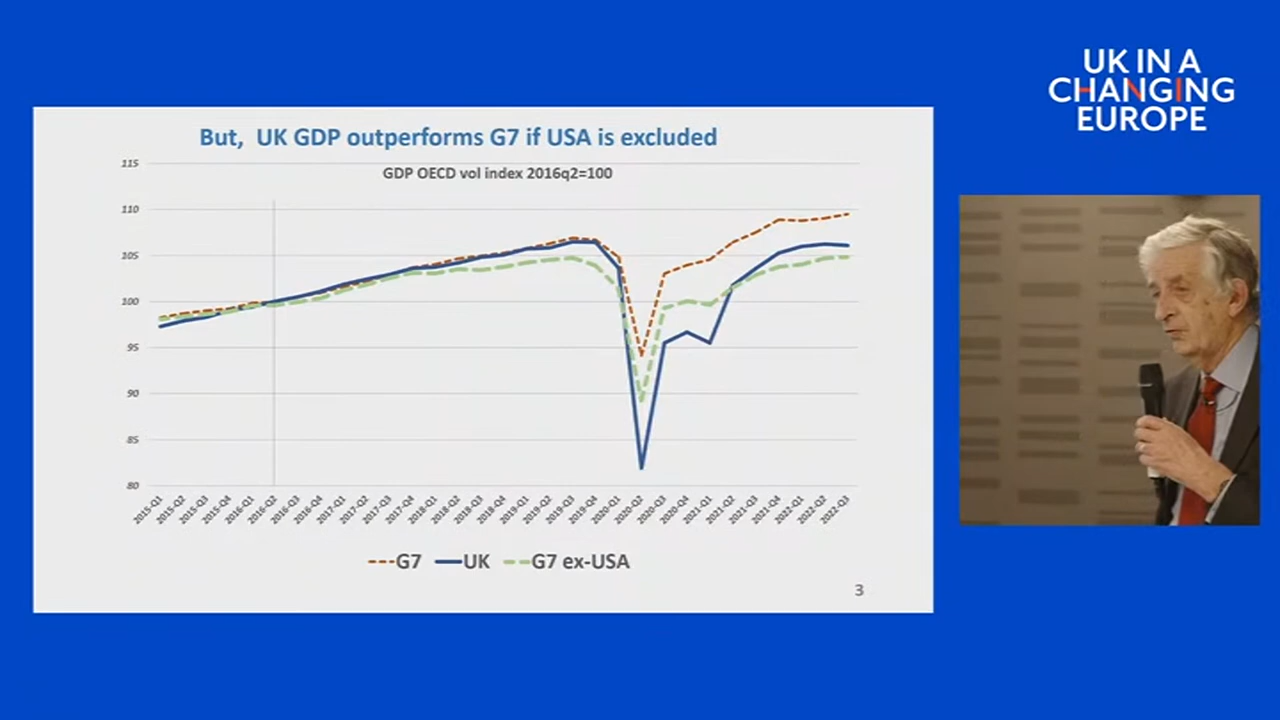 UK IN A
CHANGING
EUROPE
But, UK GDP outperforms G7 if USA is excluded
GDP OECD vol index 2016q2=100
115
110
105
100
95
90
85
80
2015-Q1
2015-Q2
2015-Q3
2015-Q4
2016-Q1
2016-Q2
2016-Q3
2016-Q4
2017-Q1
2017-Q2
2017-Q3
2017-Q4
2018-Q1
2018-Q2
2018-Q3
2018-Q4
2019-Q1
2019-Q2
2019-Q3
2019-Q4
2020-Q1
2020-Q2
2020-Q3
2020-Q4
2021-Q1
2021-Q2
2021-Q3
2021-Q4
2022-Q1
2022-Q2
2022-Q3
G7 UK G7 ex-USA
3